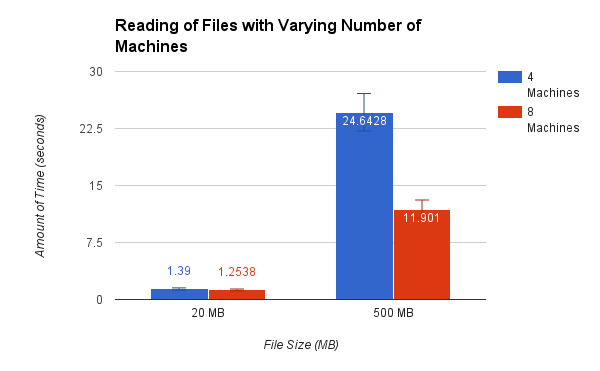 Reading of Files with Varying Number of
Machines
30
22.5
15
7.5
0
Amount of Time (seconds)
1.39
1.2538
24.6428
11.901
20 MB
500 MB
File Size (MB)
4
Machines
8
Machines